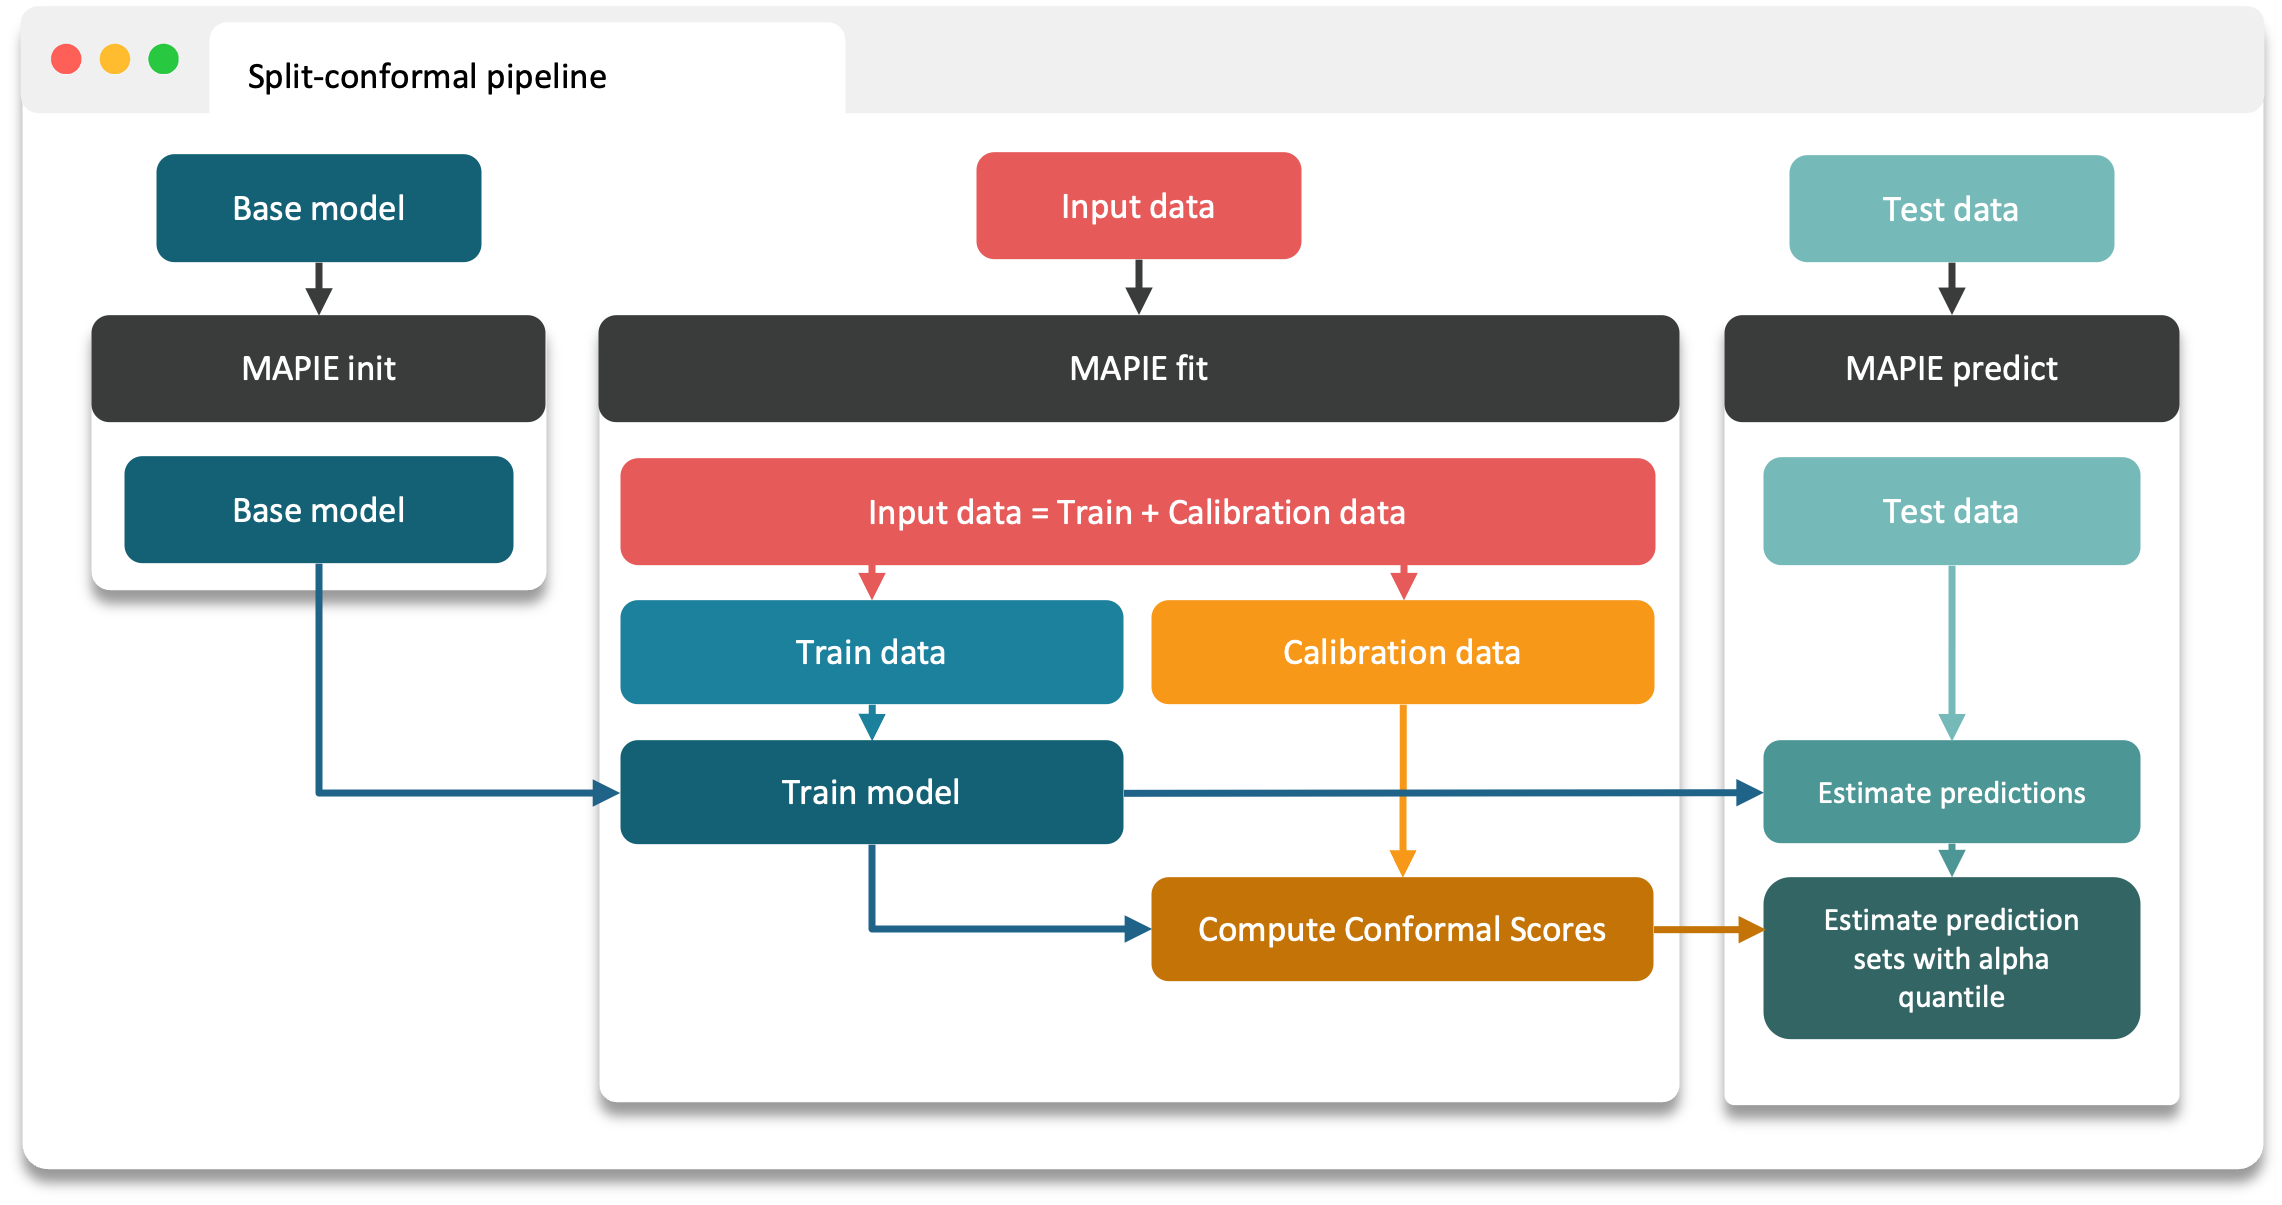 Split-conformal pipeline
Base model
Input data
Test data
MAPIE init
MAPIE fit
MAPIE predict
Base model
Input data = Train + Calibration data
Test data
Train data
Calibration data
Train model
Estimate predictions
Compute Conformal Scores
Estimate prediction
sets with alpha
quantile